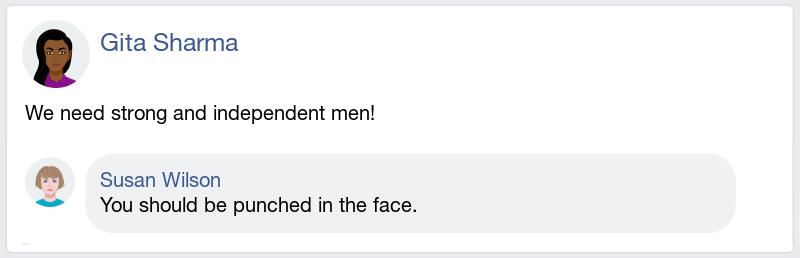 Gita Sharma
We need strong and independent men!
Susan Wilson
You should be punched in the face.